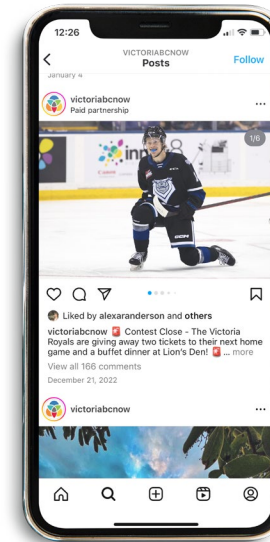 12:26
VICTORIABCNOW
Posts
Follow
January 4
victoriabcnow
Paid partnership
1/6
inn
CCM
Liked by alexaranderson and others
victoriabcnow 🚨 Contest Close - The Victoria
Royals are giving away two tickets to their next home
game and a buffet dinner at Lion's Den! 🚨 ... more
View all 166 comments
December 21, 2022
victoriabcnow